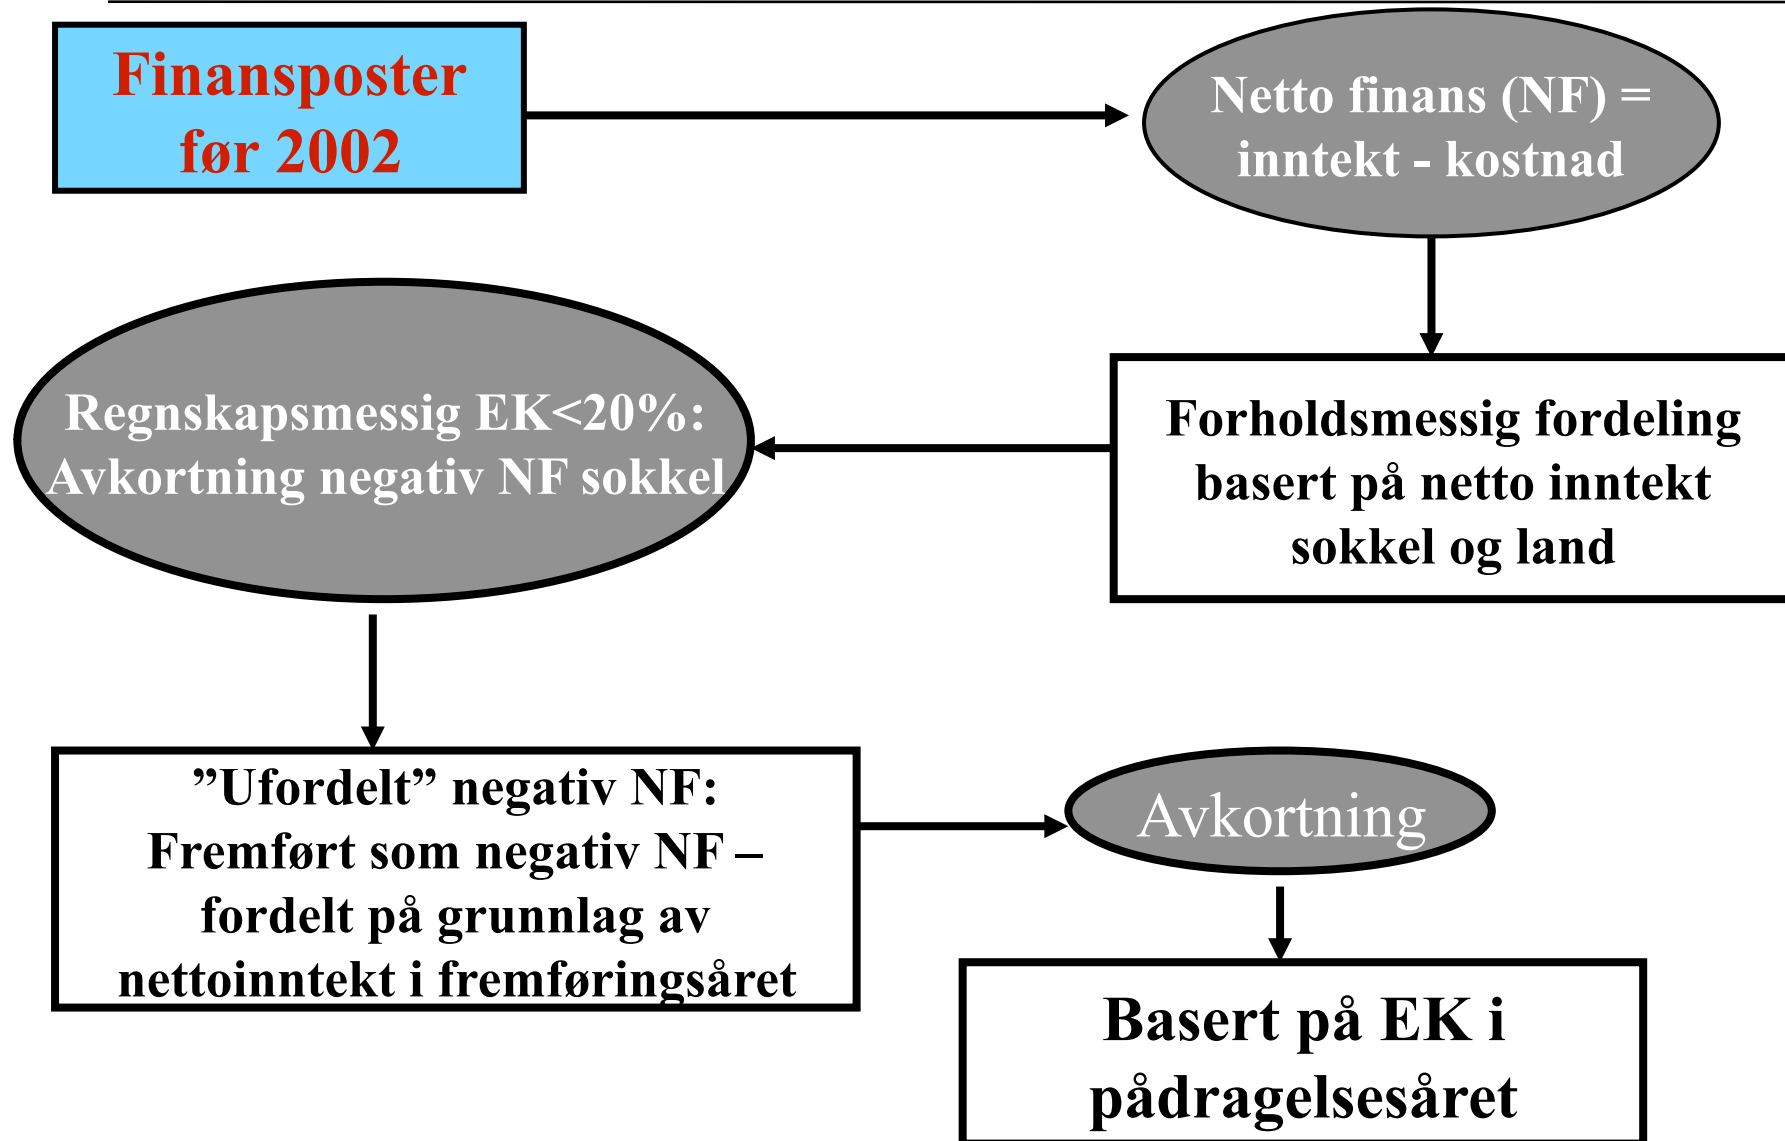 Finansposter
før 2002
Netto finans (NF) =
inntekt - kostnad
Forholdsmessig fordeling
basert på netto inntekt
sokkel og land
Regnskapsmessig EK<20%:
Avkortning negativ NF sokkel
”Ufordelt” negativ NF:
Fremført som negativ NF –
fordelt på grunnlag av
nettoinntekt i fremføringsåret
Avkortning
Basert på EK i
pådragelsesåret